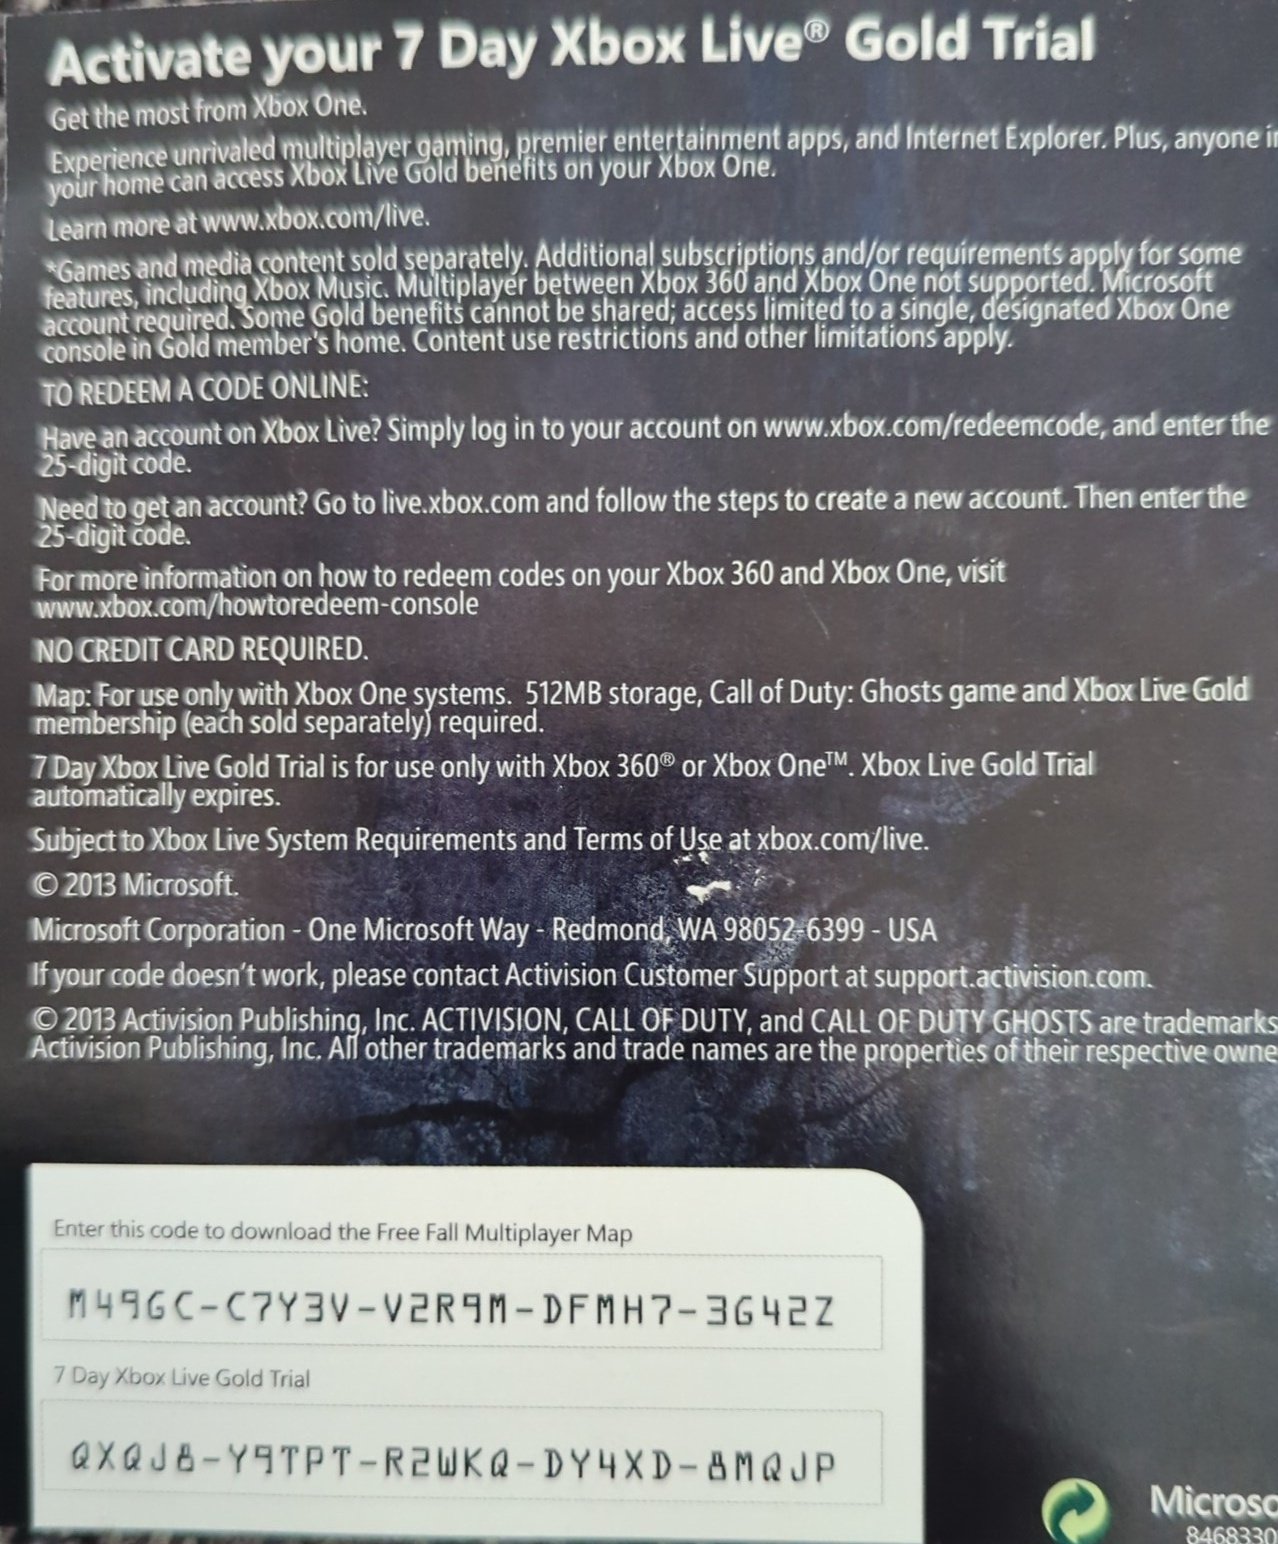 Activate your 7 Day Xbox Live® Gold Trial
Get the most from Xbox One.
Experience unrivaled multiplayer gaming, premier entertainment apps, and Internet Explorer. Plus, anyone in
your home can access Xbox Live Gold benefits on your Xbox One.
Learn more at www.xbox.com/live.
*Games and media content sold separately. Additional subscriptions and/or requirements apply for some
features, including Xbox Music. Multiplayer between Xbox 360 and Xbox One not supported. Microsoft
account required. Some Gold benefits cannot be shared; access limited to a single, designated Xbox One
console in Gold member's home. Content use restrictions and other limitations apply.
TO REDEEM A CODE ONLINE:
Have an account on Xbox Live? Simply log in to your account on www.xbox.com/redeemcode, and enter the
25-digit code.
Need to get an account? Go to live.xbox.com and follow the steps to create a new account. Then enter the
25-digit code.
For more information on how to redeem codes on your Xbox 360 and Xbox One, visit
www.xbox.com/howtoredeem-console
NO CREDIT CARD REQUIRED.
Map: For use only with Xbox One systems. 512MB storage, Call of Duty: Ghosts game and Xbox Live Gold
membership (each sold separately) required.
7 Day Xbox Live Gold Trial is for use only with Xbox 360® or Xbox One™. Xbox Live Gold Trial
automatically expires.
Subject to Xbox Live System Requirements and Terms of Use at xbox.com/live.
© 2013 Microsoft.
Microsoft Corporation - One Microsoft Way - Redmond, WA 98052-6399 - USA
If your code doesn't work, please contact Activision Customer Support at support.activision.com.
© 2013 Activision Publishing, Inc. ACTIVISION, CALL OF DUTY, and CALL OF DUTY GHOSTS are trademarks
Activision Publishing, Inc. All other trademarks and trade names are the properties of their respective owne
Enter this code to download the Free Fall Multiplayer Map
M49GC-C7Y3V-V2R9M-DFMH7-3G42Z
7 Day Xbox Live Gold Trial
QXQJ8-Y9TPT-R2WKQ-DY4XD-8MQJP
Microso
8468330